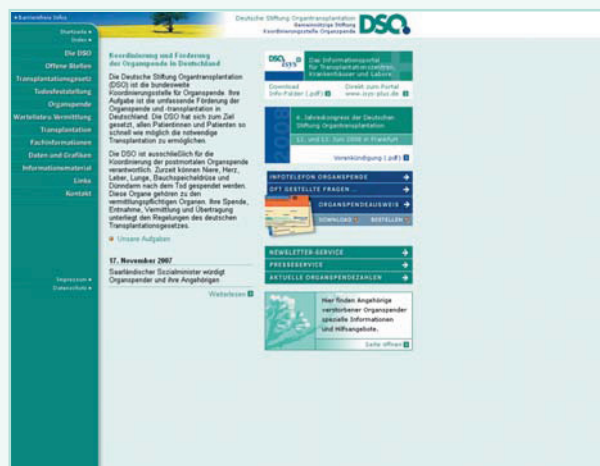 Barrierefreie Infos
Deutsche Stiftung Organtransplantation
Gemeinnützige Stiftung
Koordinierungsstelle Organspende
DSO
Startseite
Index
Die DSO
Offene Stellen
Transplantationsgesetz
Todesfeststellung
Organspende
Warteliste u. Vermittlung
Transplantation
Fachinformationen
Daten und Grafiken
Informationsmaterial
Links
Kontakt
Impressum
Datenschutz
Koordinierung und Förderung
der Organspende in Deutschland
Die Deutsche Stiftung Organtransplantation
(DSO) ist die bundesweite
Koordinierungsstelle für Organspende. Ihre
Aufgabe ist die umfassende Förderung der
Organspende und -transplantation in
Deutschland. Die DSO hat sich zum Ziel
gesetzt, allen Patientinnen und Patienten so
schnell wie möglich die notwendige
Transplantation zu ermöglichen.
Die DSO ist ausschließlich für die
Koordinierung der postmortalen Organspende
verantwortlich. Zurzeit können Niere, Herz,
Leber, Lunge, Bauchspeicheldrüse und
Dünndarm nach dem Tod gespendet werden.
Diese Organe gehören zu den
vermittlungspflichtigen Organen. Ihre Spende,
Entnahme, Vermittlung und Übertragung
unterliegt den Regelungen des deutschen
Transplantationsgesetzes.
Unsere Aufgaben
17. November 2007
Saarländischer Sozialminister würdigt
Organspender und ihre Angehörigen
Weiterlesen
DSO
isys
Das Informationsportal
für Transplantationszentren,
Krankenhäuser und Labore
Download
Info-Folder (.pdf)
Direkt zum Portal
www.isys-plus.de
2008
4. Jahreskongress der Deutschen
Stiftung Organtransplantation
12. und 13. Juni 2008 in Frankfurt
Vorankündigung (.pdf)
INFOTELEFON ORGANSPENDE
OFT GESTELLTE FRAGEN ...
ORGANSPENDEAUSWEIS
DOWNLOAD
BESTELLEN
NEWSLETTER-SERVICE
PRESSESERVICE
AKTUELLE ORGANSPENDEZAHLEN
Hier finden Angehörige
verstorbener Organspender
spezielle Informationen
und Hilfsangebote.
Seite öffnen